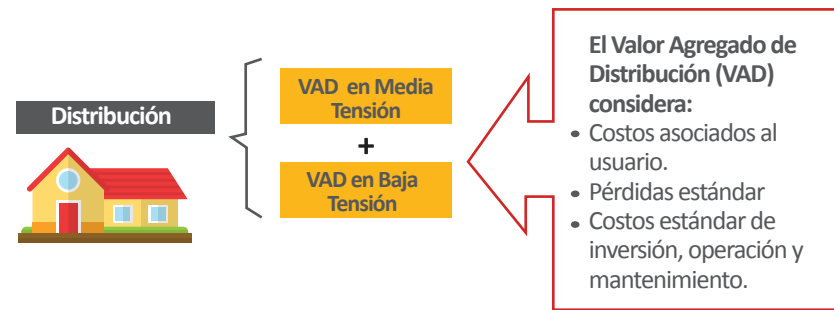 Distribución
VAD en Media
Tensión
+
VAD en Baja
Tensión
El Valor Agregado de
Distribución (VAD)
considera:
• Costos asociados al
usuario.
• Pérdidas estándar
• Costos estándar de
inversión, operación y
mantenimiento.